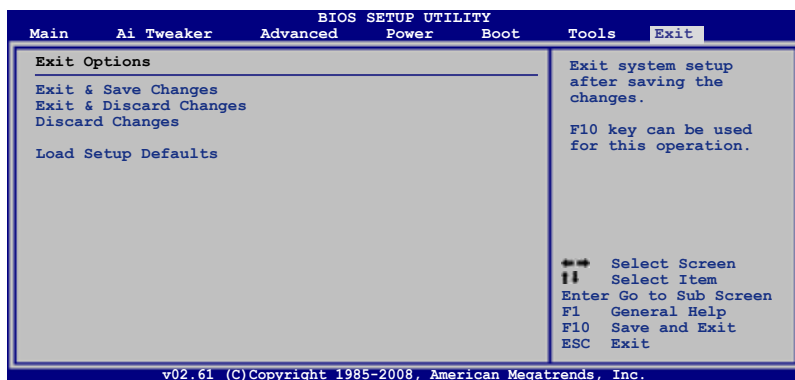 BIOS SETUP UTILITY
Main Ai Tweaker Advanced Power Boot Tools Exit
Exit Options
Exit & Save Changes
Exit & Discard Changes
Discard Changes
Load Setup Defaults
Exit system setup
after saving the
changes.
F10 key can be used
for this operation.
Select Screen
Select Item
Enter Go to Sub Screen
F1 General Help
F10 Save and Exit
ESC Exit
v02.61 (C)Copyright 1985-2008, American Megatrends, Inc.